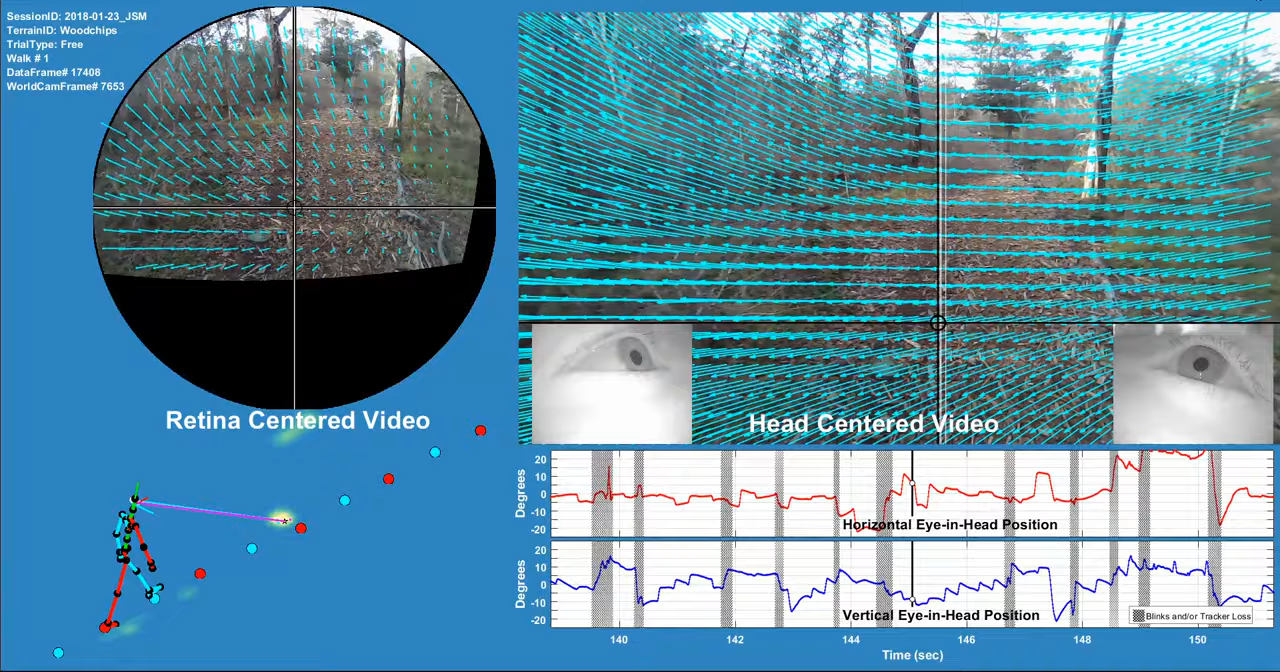 SessionID: 2018-01-23_JSM
TerrainID: Woodchips
TrialType: Free
Walk # 1
DataFrame# 17408
WorldCamFrame# 7653
Retina Centered Video
Head Centered Video
Degrees
20
10
0
-10
-20
Horizontal Eye-in-Head Position
Degrees
20
10
0
-10
-20
Vertical Eye-in-Head Position
Blinks and/or Tracker Loss
140
142
144
146
148
150
Time (sec)